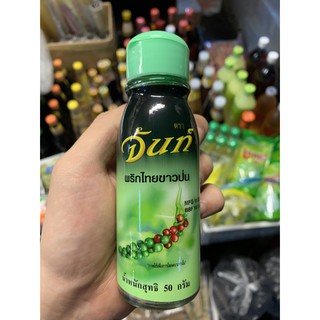 ตรา
จันท์
พริกไทยขาวป่น
น้ำหนักสุทธิ 50 กรัม